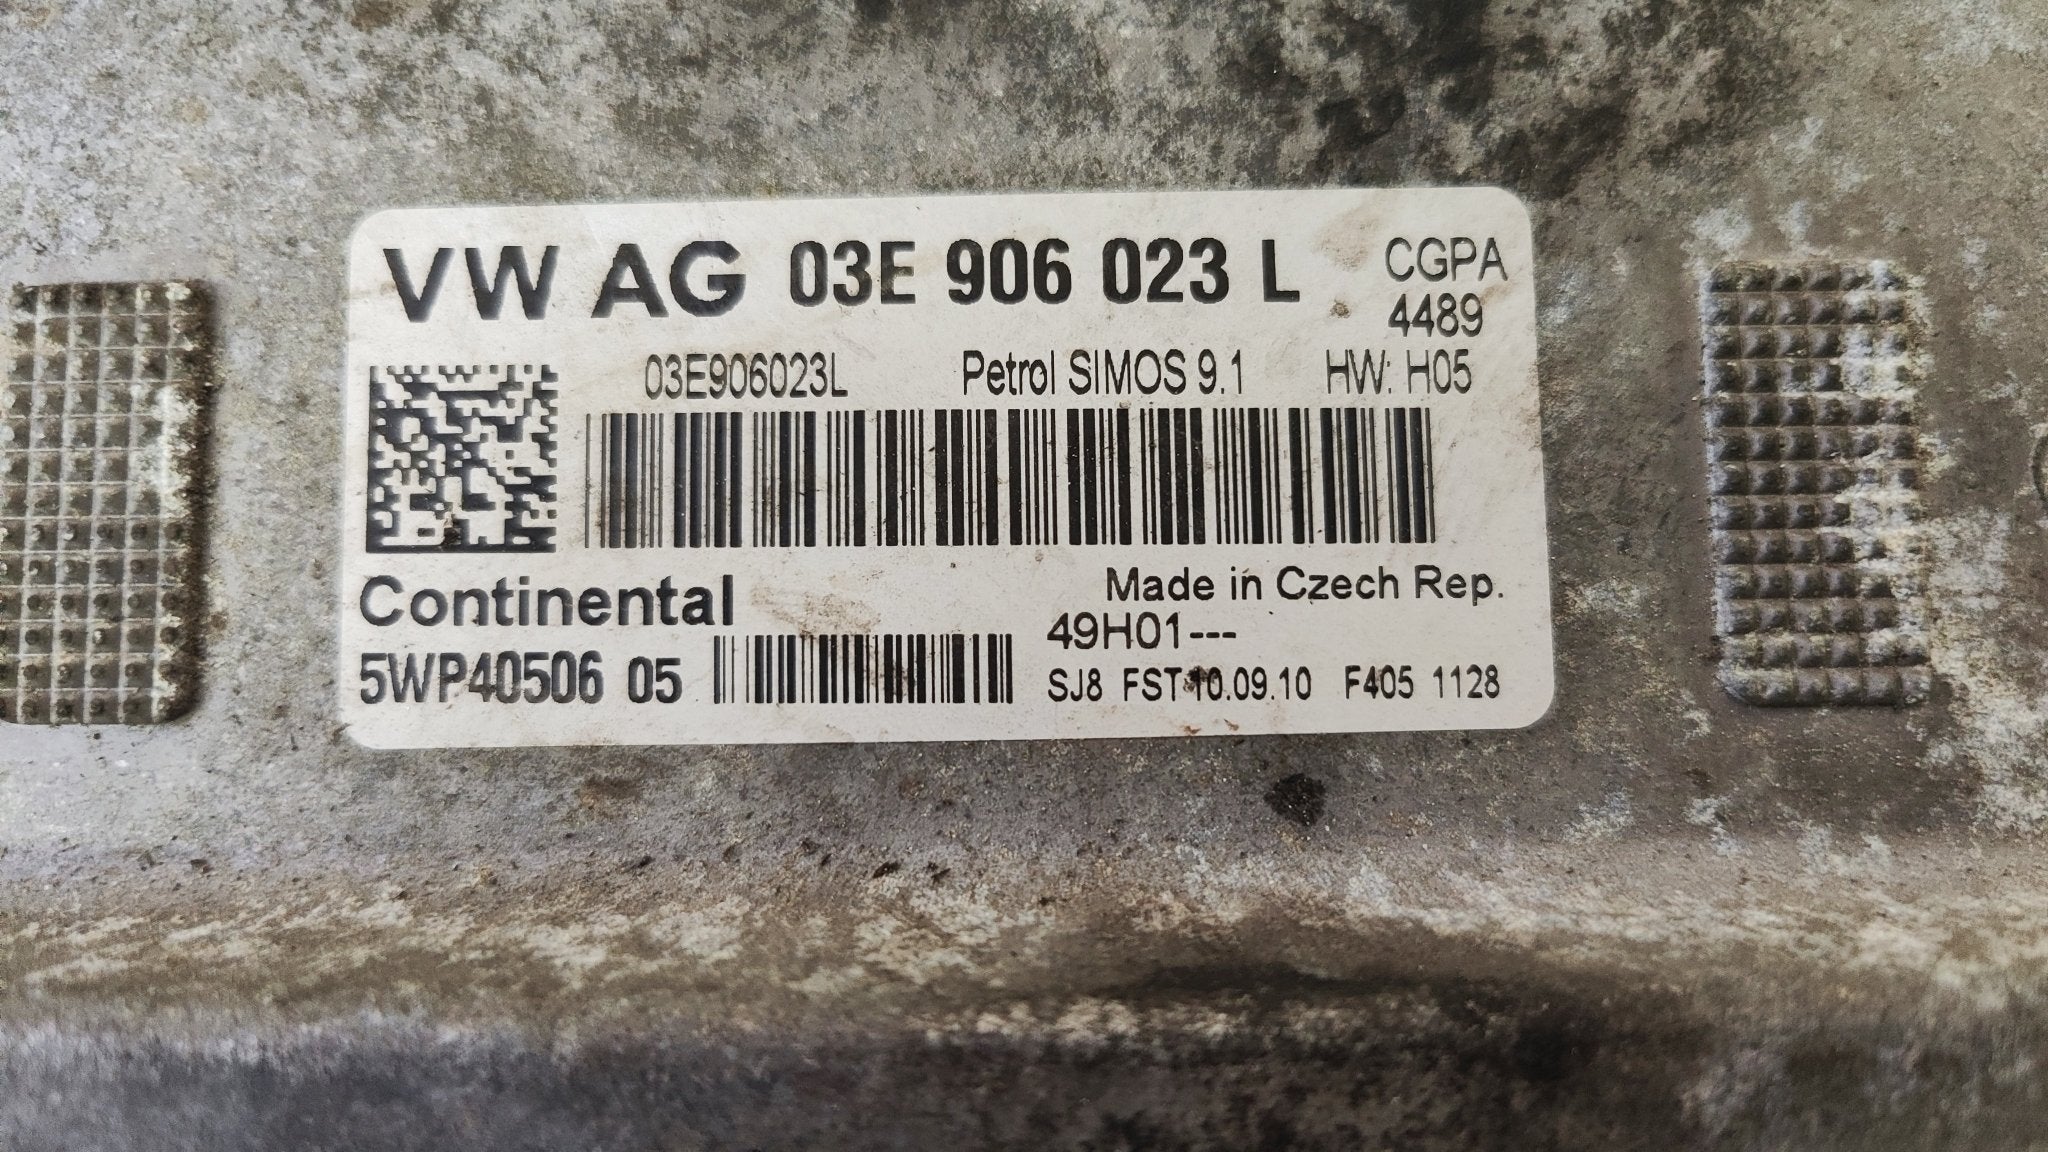 VW AG 03E 906 023 L CGPA
4489
03E906023L Petrol SIMOS 9.1 HW: H05
Continental Made in Czech Rep.
49H01---
5WP40506 05 SJ8 FST 10.09.10 F405 1128